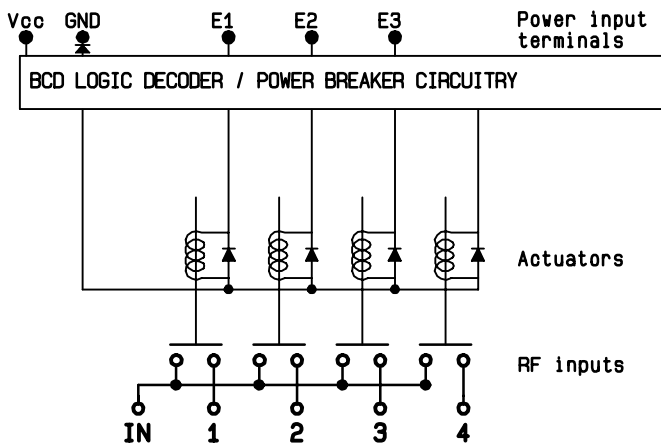 Vcc GND E1 E2 E3 Power input
terminals
BCD LOGIC DECODER / POWER BREAKER CIRCUITRY
Actuators
RF inputs
IN 1 2 3 4